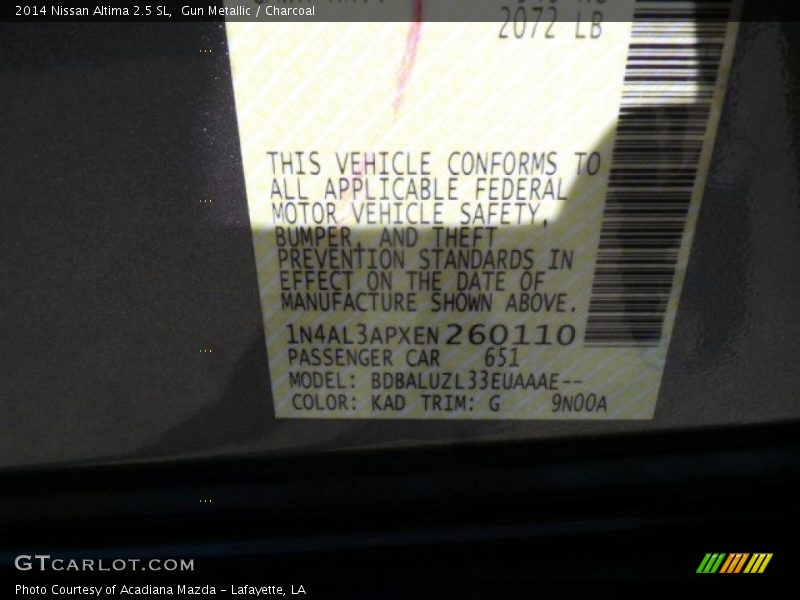 2014 Nissan Altima 2.5 SL, Gun Metallic / Charcoal
2072 LB
THIS VEHICLE CONFORMS TO
ALL APPLICABLE FEDERAL
MOTOR VEHICLE SAFETY,
BUMPER, AND THEFT
PREVENTION STANDARDS IN
EFFECT ON THE DATE OF
MANUFACTURE SHOWN ABOVE.
1N4AL3APXEN260110
PASSENGER CAR 651
MODEL: BDBALUZL33EUAAAE--
COLOR: KAD TRIM: G 9N00A
GTCARLOT.COM
Photo Courtesy of Acadiana Mazda - Lafayette, LA